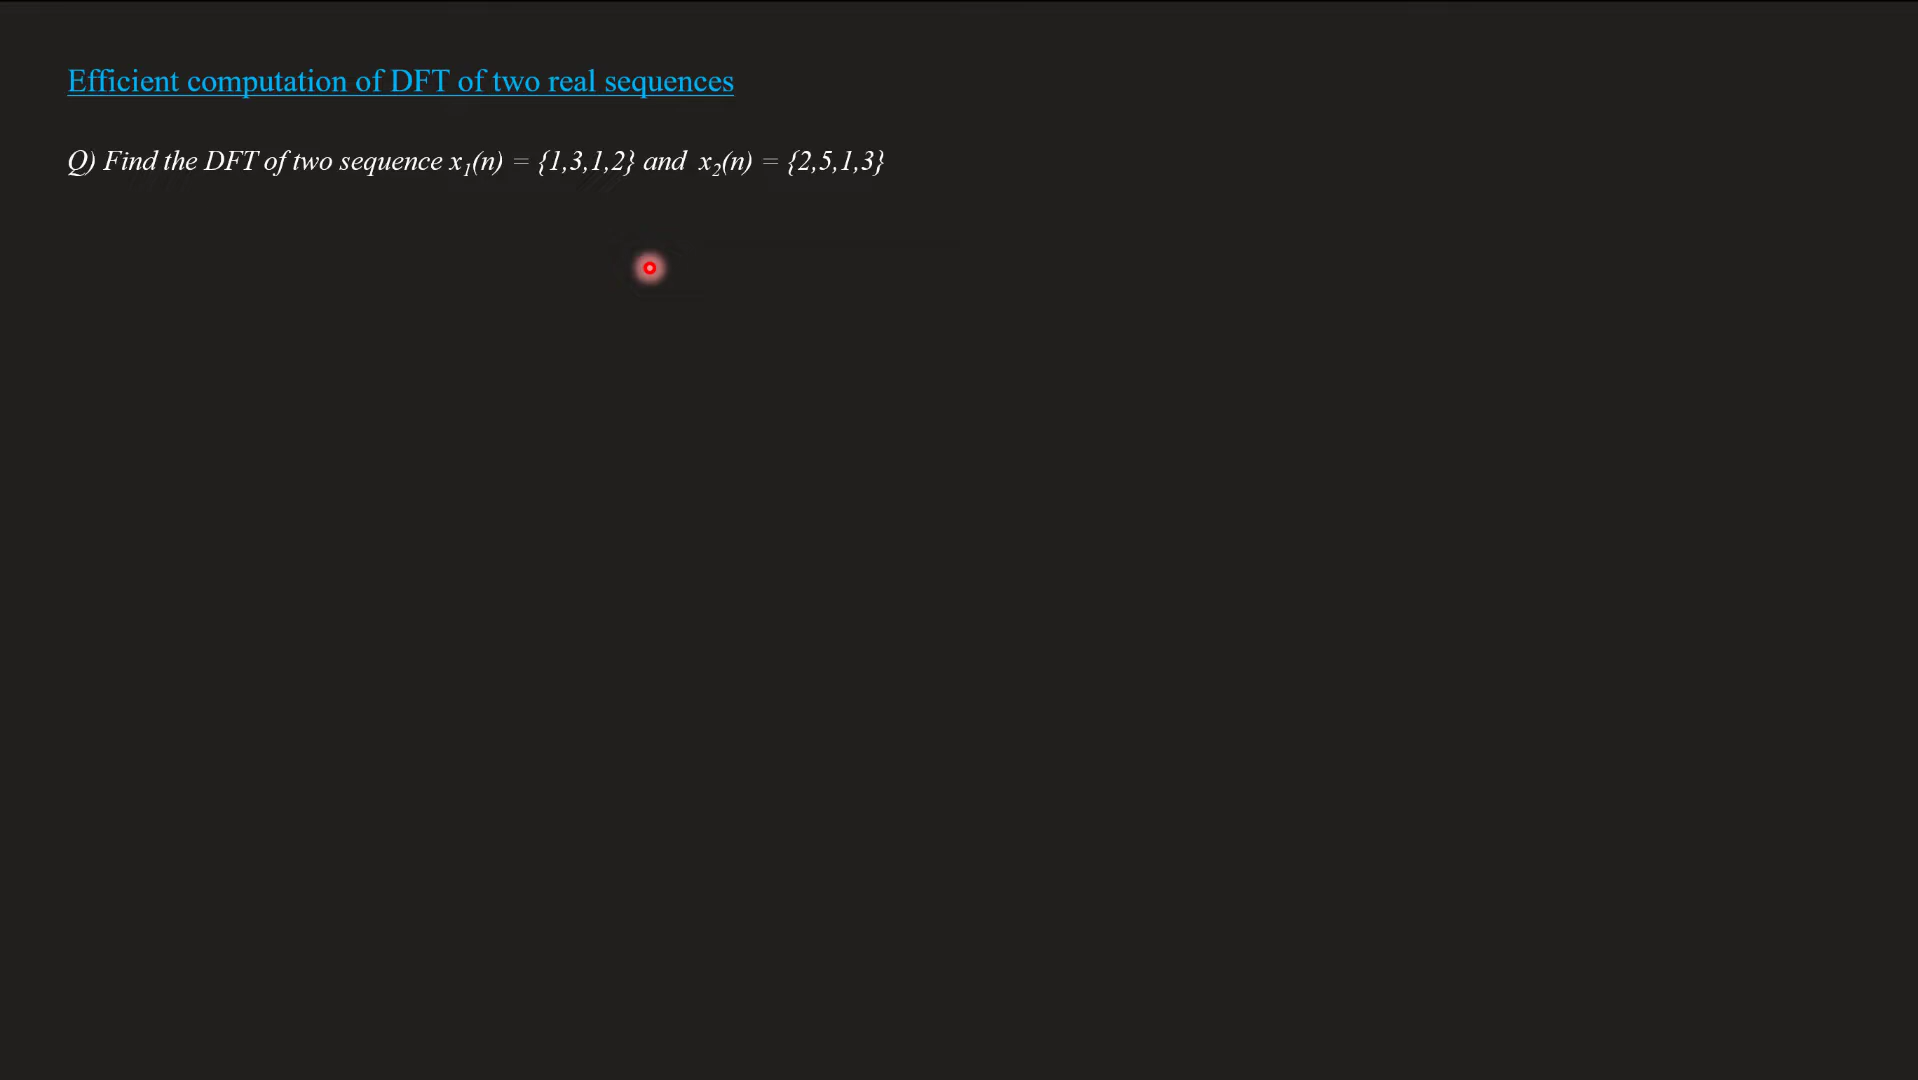 Efficient computation of DFT of two real sequences
Q) Find the DFT of two sequence x₁(n) = {1,3,1,2} and x₂(n) = {2,5,1,3}